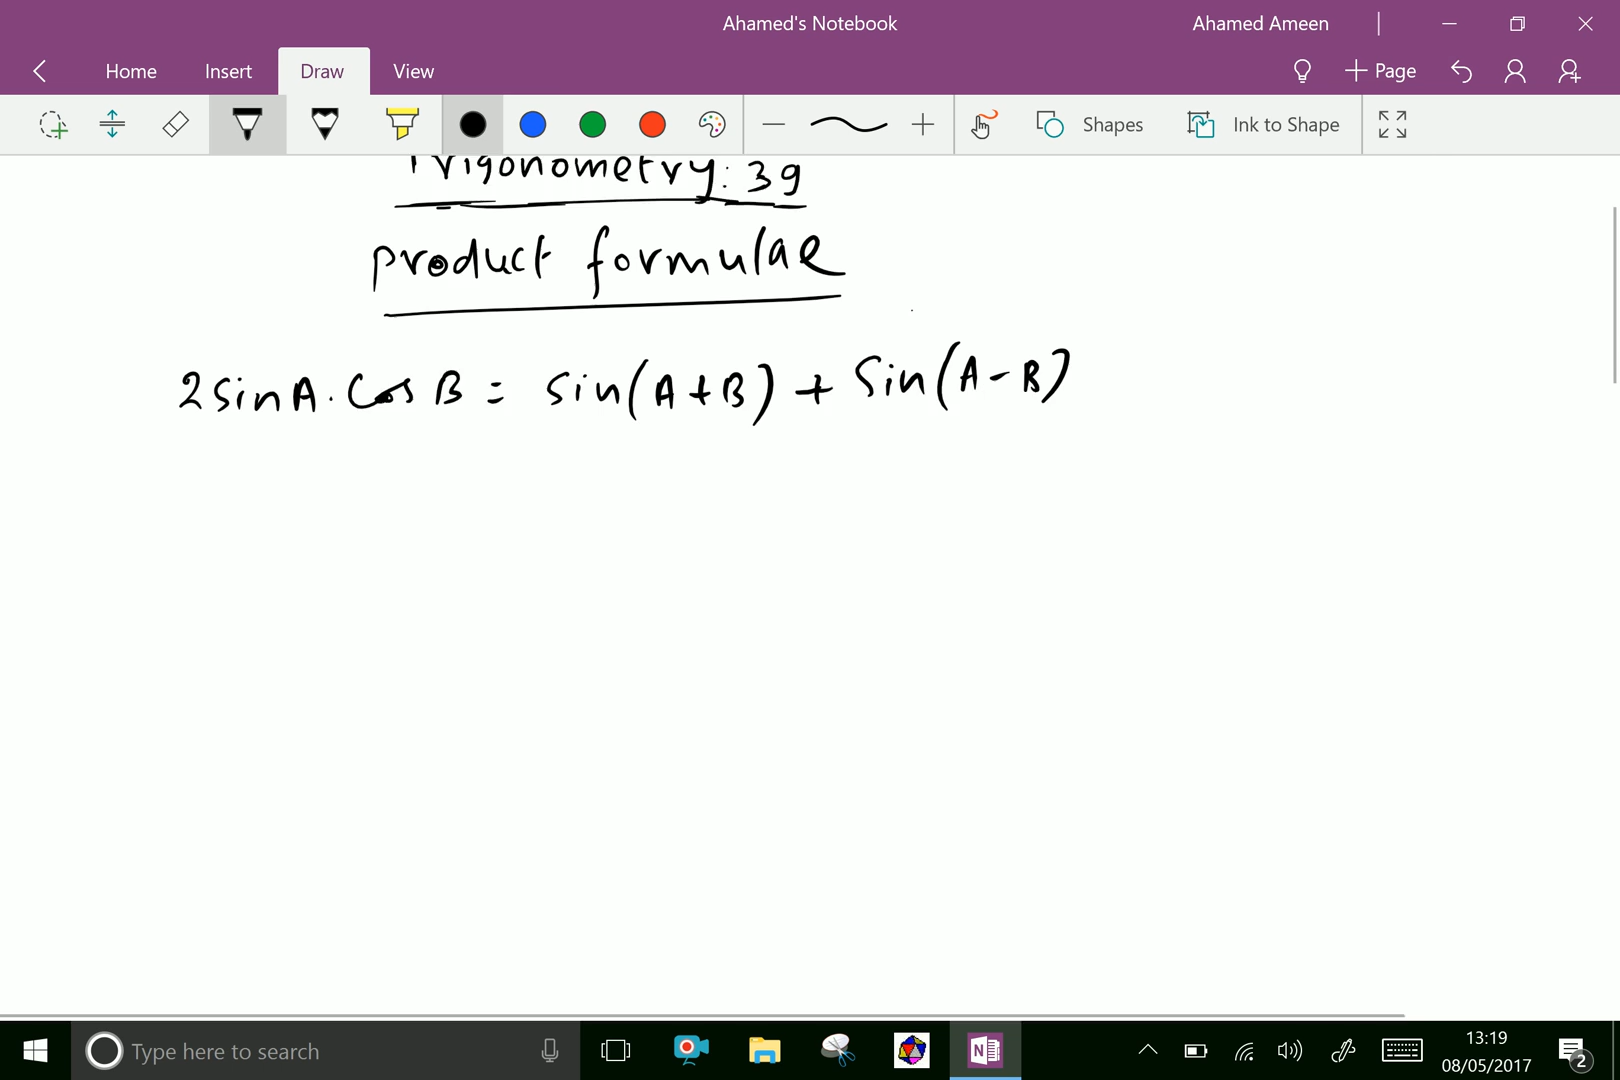 Ahamed's Notebook Ahamed Ameen
Home Insert Draw View Page
Shapes Ink to Shape
Trigonometry: 39
product formulae
2 sin A . Cos B = sin(A+B) + Sin(A-B)
Type here to search
N
13:19
08/05/2017
2